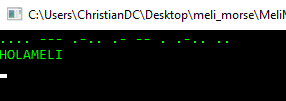 C:\Users\ChristianDC\Desktop\meli_morse\MeliM
.... --- .-.. .- -- . .-.. ..
HOLAMELI